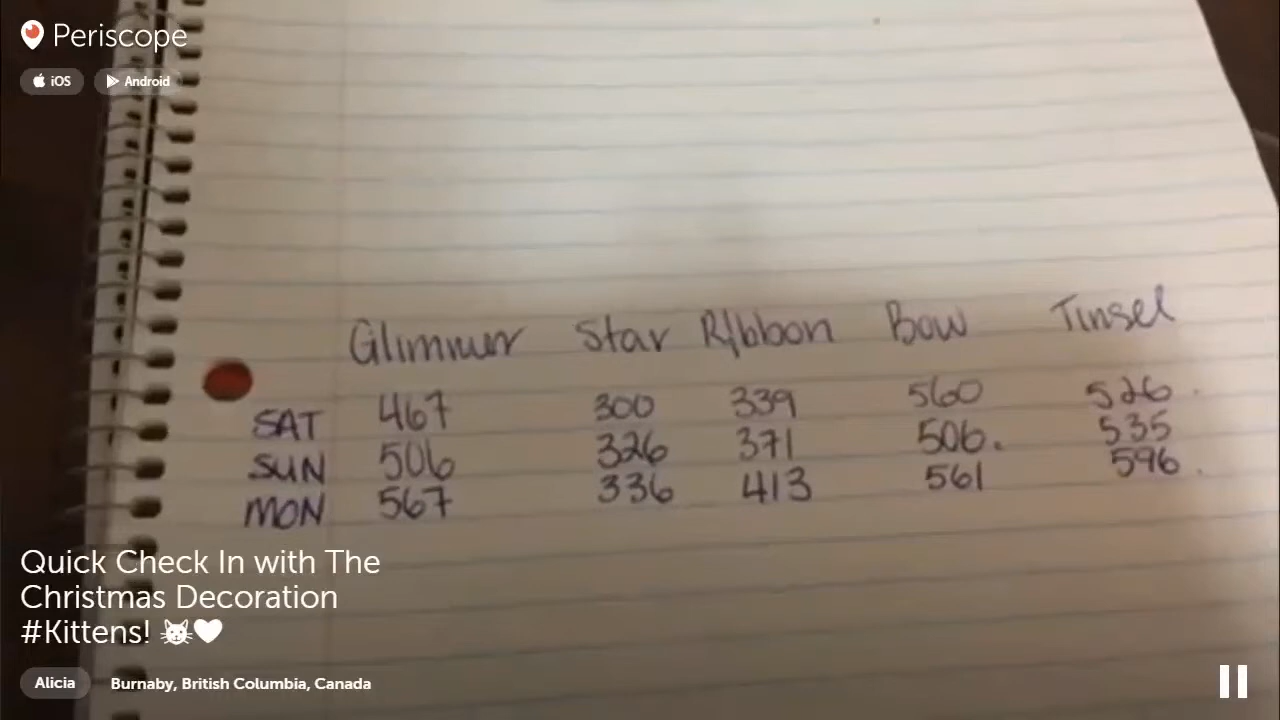 Periscope
iOS Android
Glimmer Star Ribbon Bow Tinsel
SAT 467 300 339 560 526.
SUN 506 326 371 506. 535
MON 567 336 413 561 596.
Quick Check In with The
Christmas Decoration
#Kittens! 😺🤍
Alicia Burnaby, British Columbia, Canada